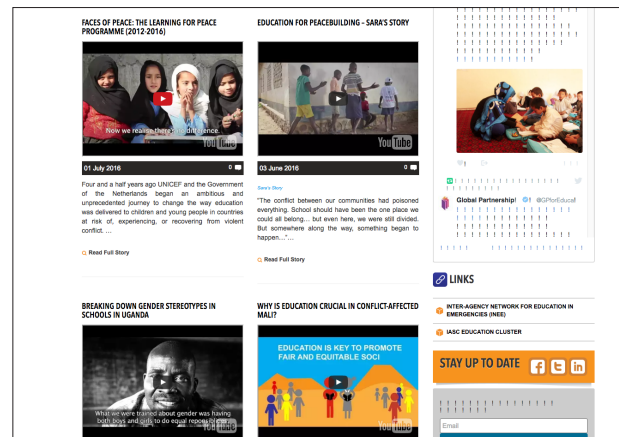 FACES OF PEACE: THE LEARNING FOR PEACE
PROGRAMME (2012-2016)
Now we realise there's a difference.
YouTube
01 July 2016
0
Four and a half years ago UNICEF and the Government
of the Netherlands began an ambitious and
unprecedented journey to change the way education
was delivered to children and young people in countries
at risk of, experiencing, or recovering from violent
conflict. …
Read Full Story
EDUCATION FOR PEACEBUILDING – SARA'S STORY
YouTube
03 June 2016
0
Sara's Story
"The conflict between our communities had poisoned
everything. School should have been the one place we
could all belong… but even here, we were still divided.
But somewhere along the way, something began to
happen…"…
Read Full Story
BREAKING DOWN GENDER STEREOTYPES IN
SCHOOLS IN UGANDA
What we were trained about gender was having
both boys and girls to do equal
YouTube
WHY IS EDUCATION CRUCIAL IN CONFLICT-AFFECTED
MALI?
EDUCATION IS KEY TO PROMOTE
FAIR AND EQUITABLE SOCI
YouTube
Global Partnership! @GPforEducat
LINKS
INTER-AGENCY NETWORK FOR EDUCATION IN
EMERGENCIES (INEE)
IASC EDUCATION CLUSTER
STAY UP TO DATE
Email